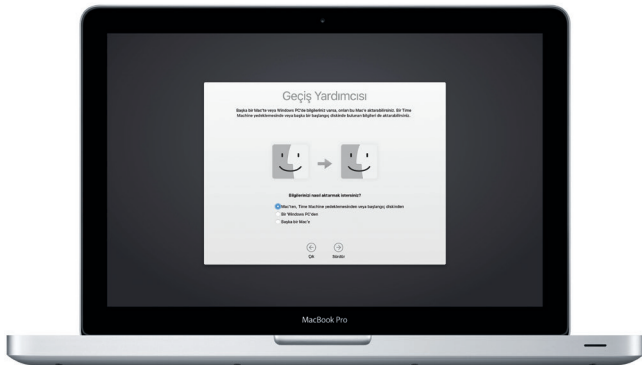 Geçiş Yardımcısı
Başka bir Mac'te veya Windows PC'de bilgileriniz varsa, onları bu Mac'e aktarabilirsiniz. Bir Time
Machine yedeklemesinde veya başka bir başlangıç diskinde bulunan bilgileri de aktarabilirsiniz.
Bilgilerinizi nasıl aktarmak istersiniz?
Mac'ten, Time Machine yedeklemesinden veya başlangıç diskinden
Bir Windows PC'den
Başka bir Mac'e
Çık Sürdür
MacBook Pro